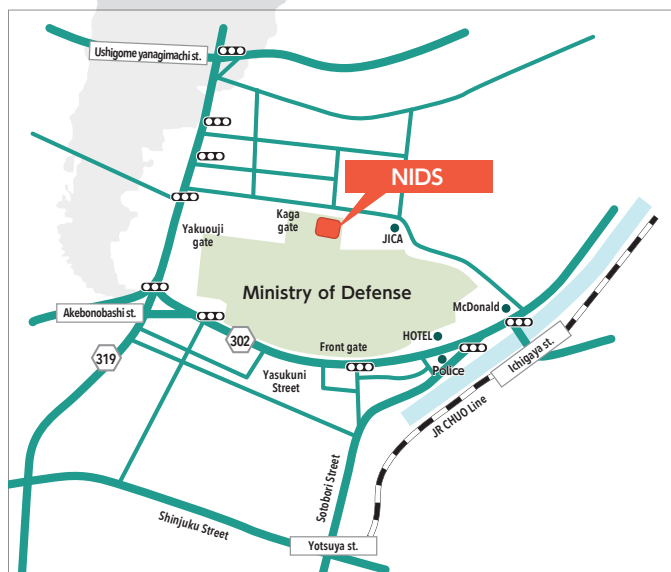 Ushigome yanagimachi st.
NIDS
Kaga
gate
Yakuouji
gate
JICA
Ministry of Defense
McDonald
Akebonobashi st.
302
HOTEL
Front gate
319
Police
Ichigaya st.
Yasukuni
Street
JR CHUO Line
Sotobori Street
Shinjuku Street
Yotsuya st.